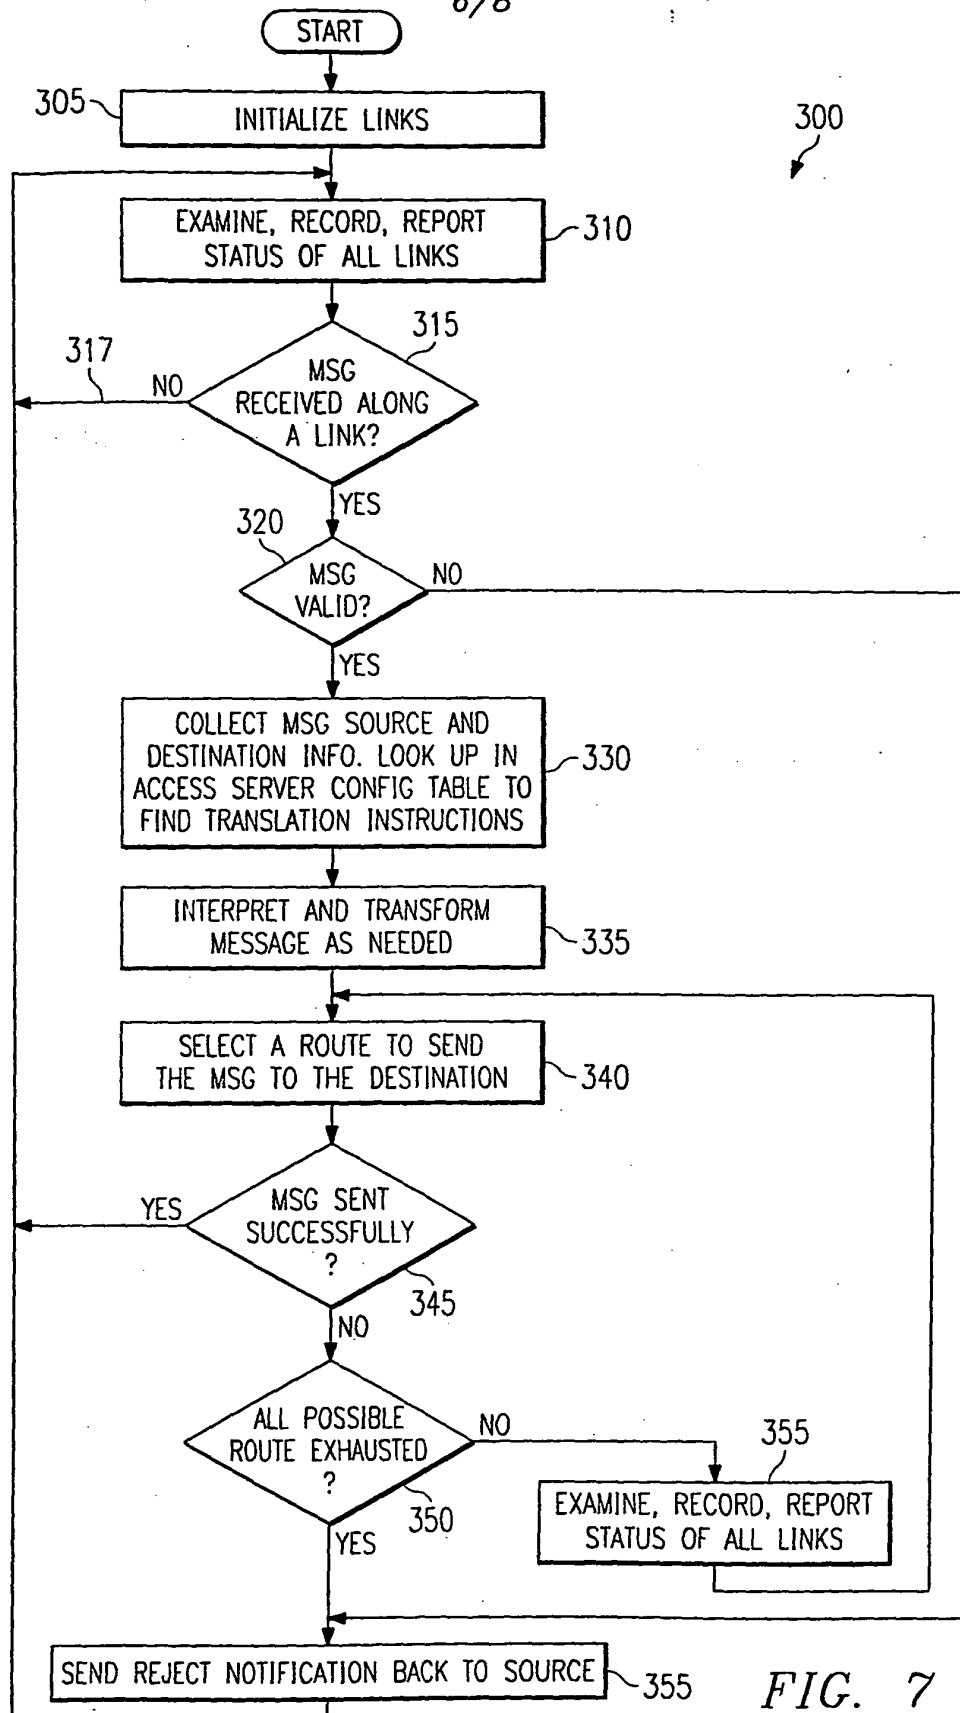 6/6
START
305
INITIALIZE LINKS
300
EXAMINE, RECORD, REPORT
STATUS OF ALL LINKS
310
315
317
NO
MSG
RECEIVED ALONG
A LINK?
YES
320
MSG
VALID?
NO
YES
COLLECT MSG SOURCE AND
DESTINATION INFO. LOOK UP IN
ACCESS SERVER CONFIG TABLE TO
FIND TRANSLATION INSTRUCTIONS
330
INTERPRET AND TRANSFORM
MESSAGE AS NEEDED
335
SELECT A ROUTE TO SEND
THE MSG TO THE DESTINATION
340
YES
MSG SENT
SUCCESSFULLY
?
345
NO
ALL POSSIBLE
ROUTE EXHAUSTED
?
NO
350
355
EXAMINE, RECORD, REPORT
STATUS OF ALL LINKS
YES
SEND REJECT NOTIFICATION BACK TO SOURCE
355
FIG. 7